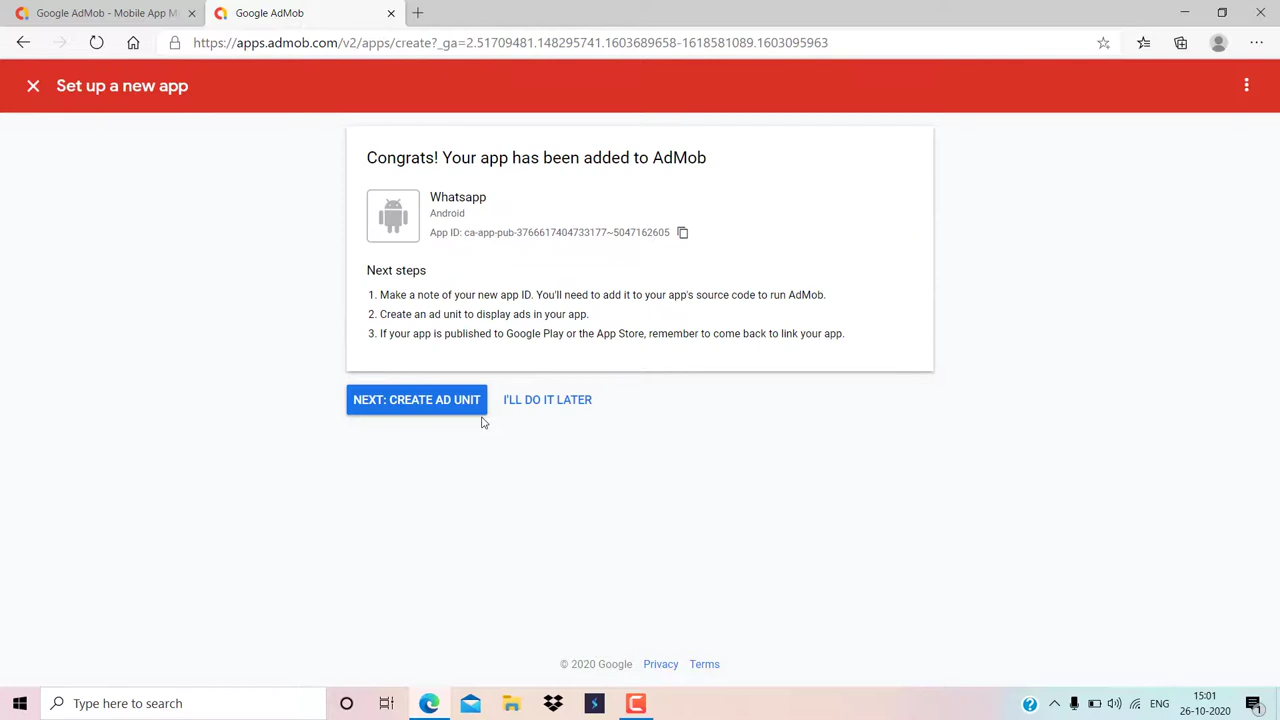 Google AdMob - Mobile App M
Google AdMob
https://apps.admob.com/v2/apps/create?_ga=2.51709481.148295741.1603689658-1618581089.1603095963
Set up a new app
Congrats! Your app has been added to AdMob
Whatsapp
Android
App ID: ca-app-pub-3766617404733177~5047162605
Next steps
1. Make a note of your new app ID. You'll need to add it to your app's source code to run AdMob.
2. Create an ad unit to display ads in your app.
3. If your app is published to Google Play or the App Store, remember to come back to link your app.
NEXT: CREATE AD UNIT
I'LL DO IT LATER
© 2020 Google Privacy Terms
Type here to search
ENG
15:01
26-10-2020
1